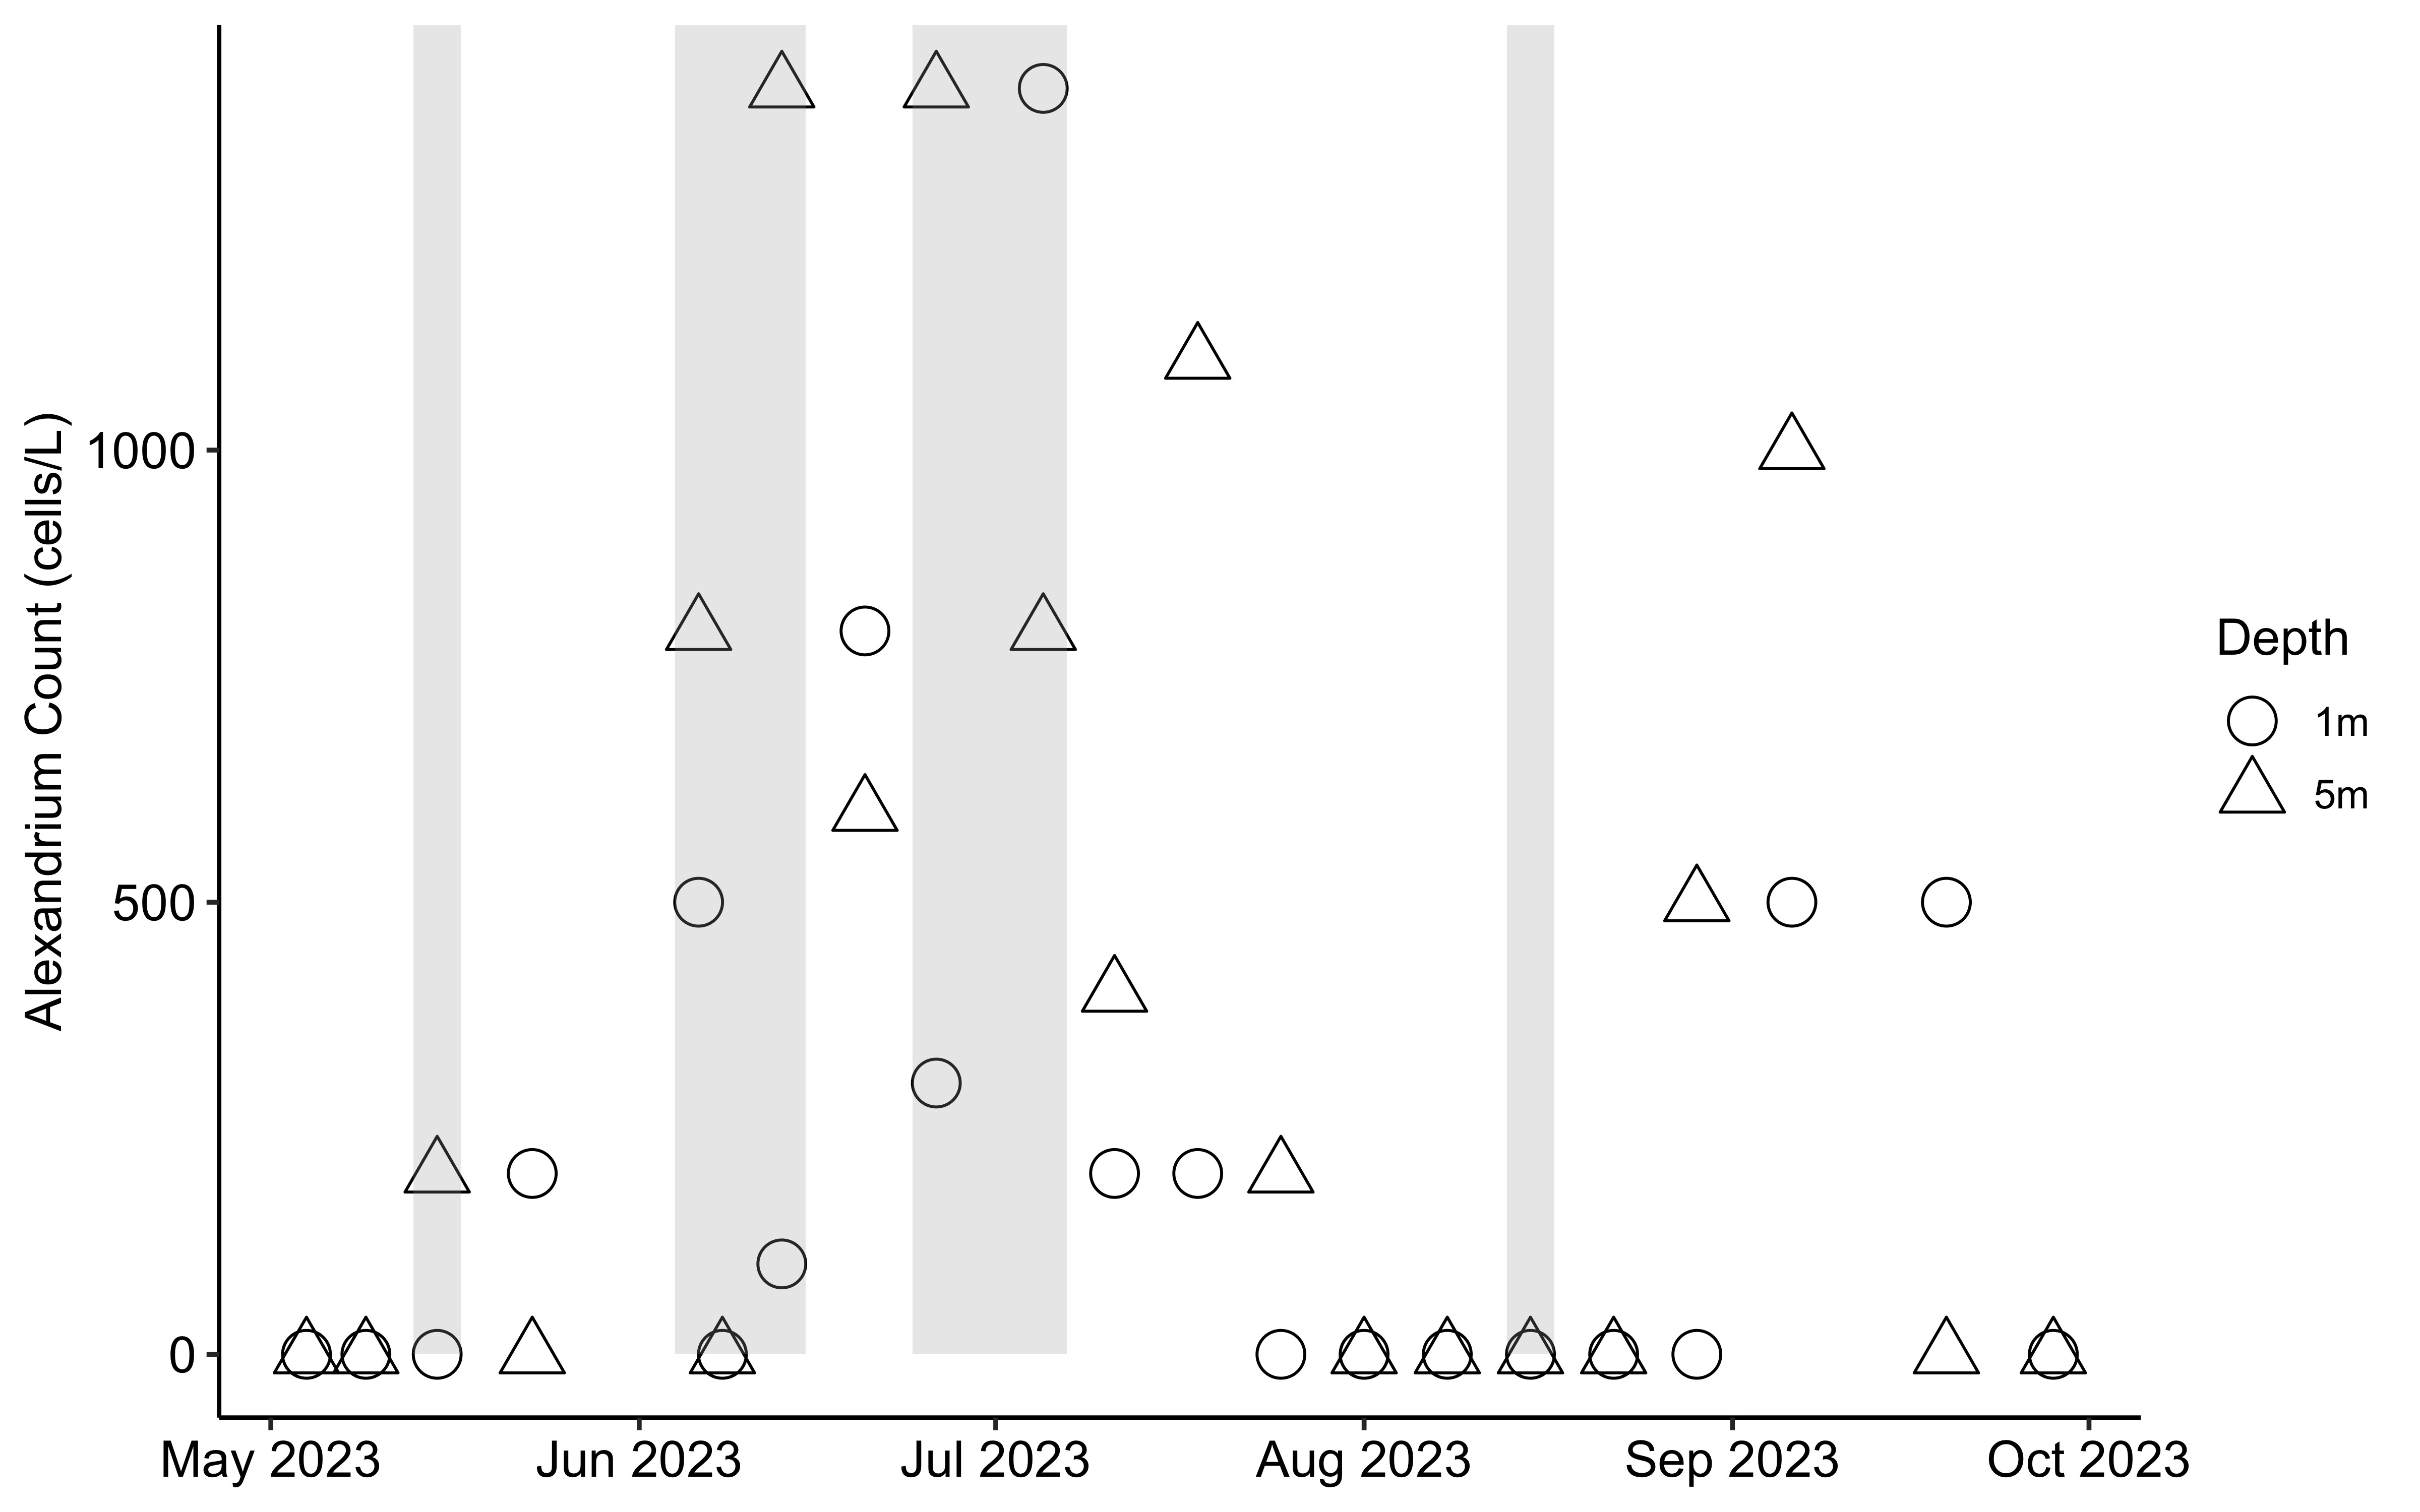 Alexandrium Count (cells/L)
1000
500
0
May 2023
Jun 2023
Jul 2023
Aug 2023
Sep 2023
Oct 2023
Depth
1m
5m